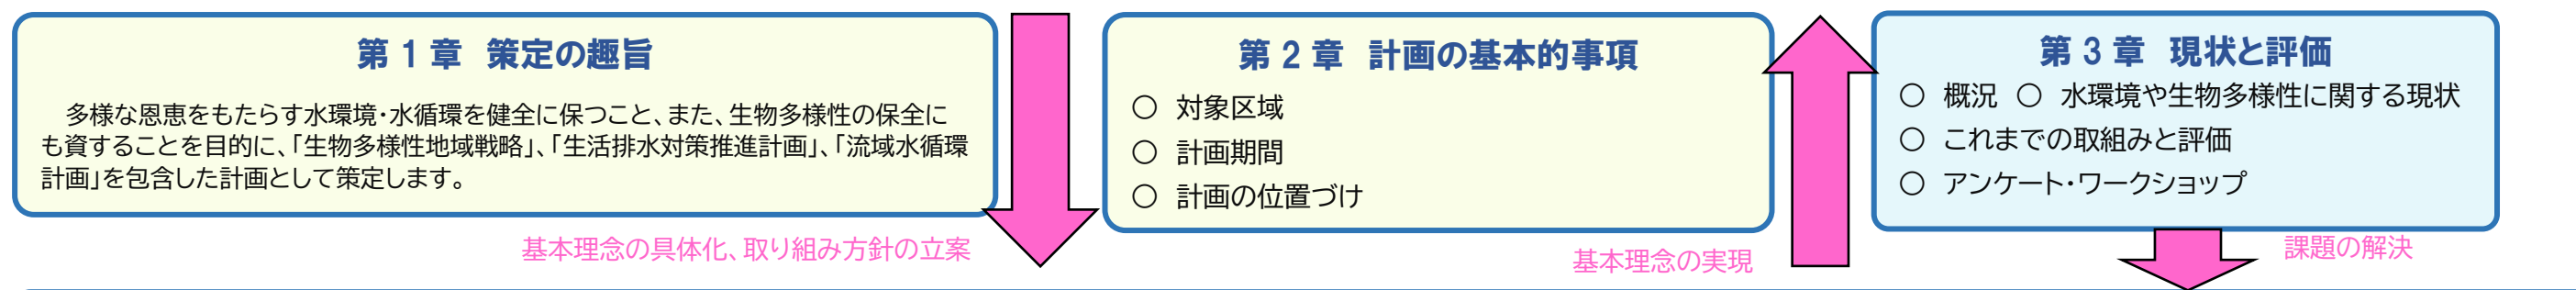 第1章 策定の趣旨
多様な恩恵をもたらす水環境・水循環を健全に保つこと、また、生物多様性の保全に
も資することを目的に、「生物多様性地域戦略」、「生活排水対策推進計画」、「流域水循環
計画」を包含した計画として策定します。
基本理念の具体化、取り組み方針の立案
第2章 計画の基本的事項
○ 対象区域
○ 計画期間
○ 計画の位置づけ
基本理念の実現
第3章 現状と評価
○ 概況 ○ 水環境や生物多様性に関する現状
○ これまでの取組みと評価
○ アンケート・ワークショップ
課題の解決